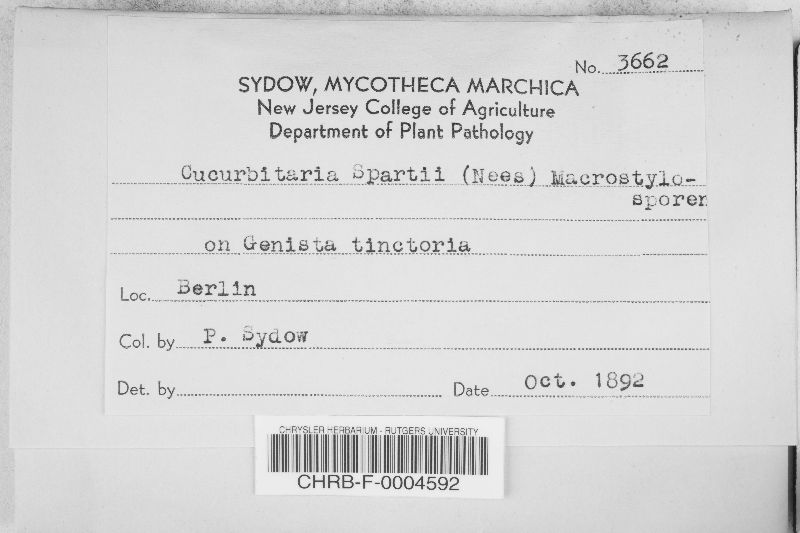 No. 3662
SYDOW, MYCOTHECA MARCHICA
New Jersey College of Agriculture
Department of Plant Pathology
Cucurbitaria Spartii (Nees) Macrostylo-
sporen
on Genista tinctoria
Loc. Berlin
Col. by P. Sydow
Det. by Date Oct. 1892
CHRYSLER HERBARIUM - RUTGERS UNIVERSITY
CHRB-F-0004592